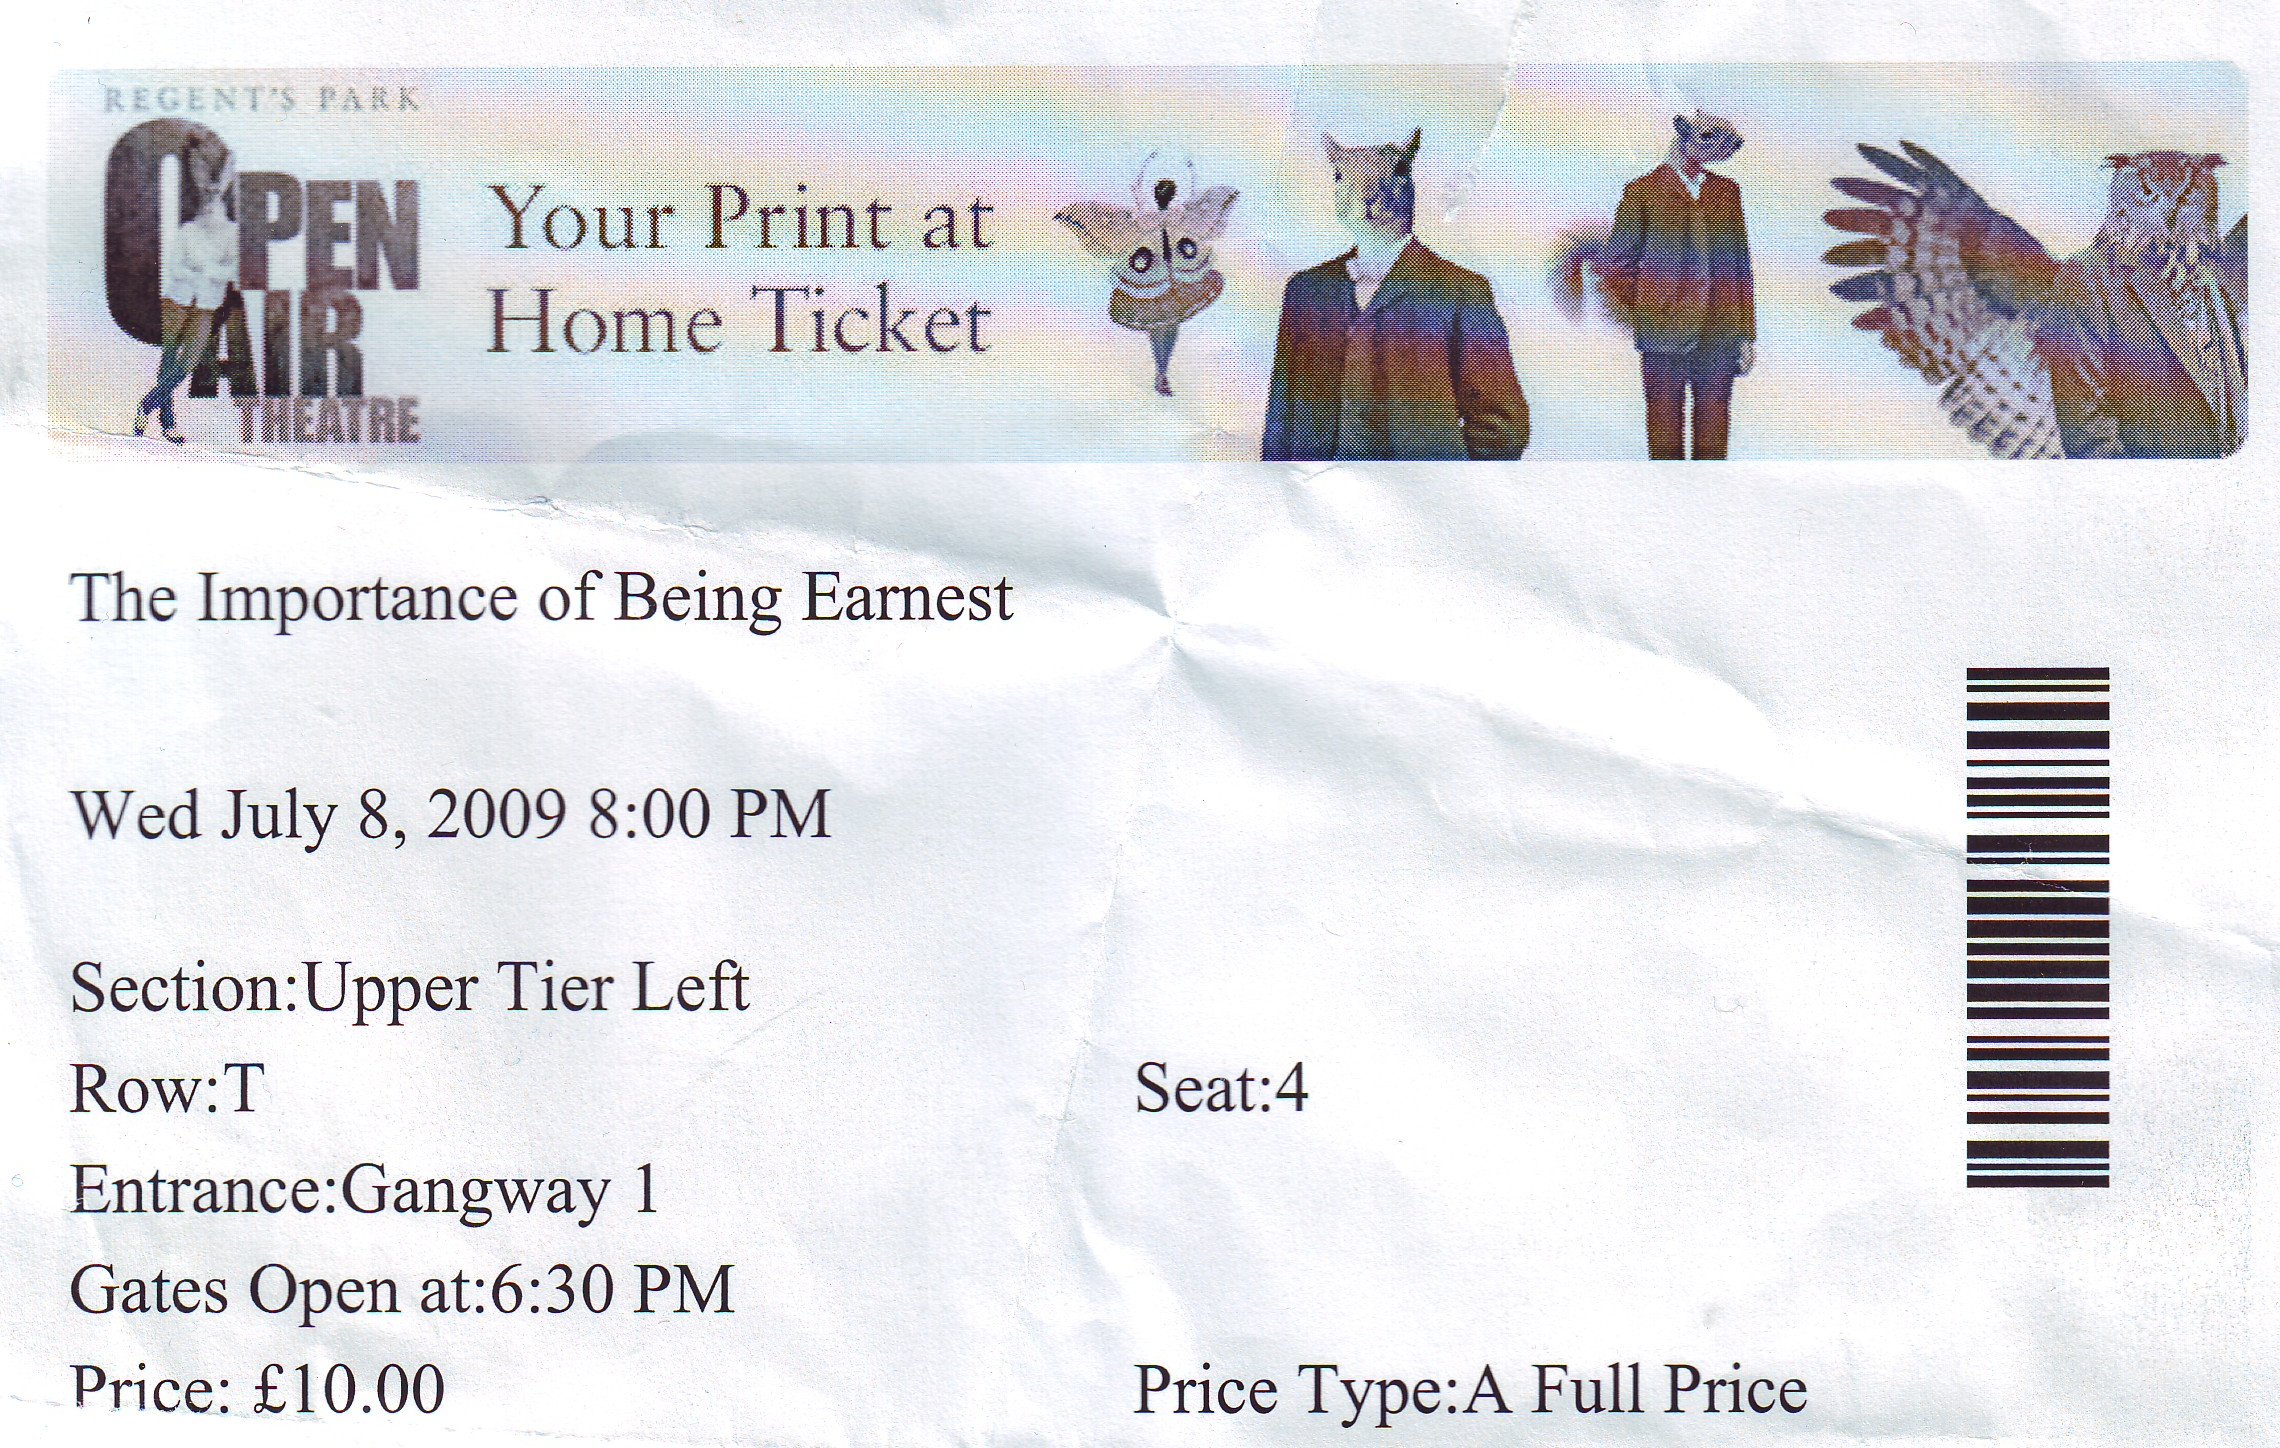 REGENT'S PARK
OPEN
AIR
THEATRE
Your Print at
Home Ticket
The Importance of Being Earnest
Wed July 8, 2009 8:00 PM
Section:Upper Tier Left
Row:T
Seat:4
Entrance:Gangway 1
Gates Open at:6:30 PM
Price: £10.00
Price Type:A Full Price